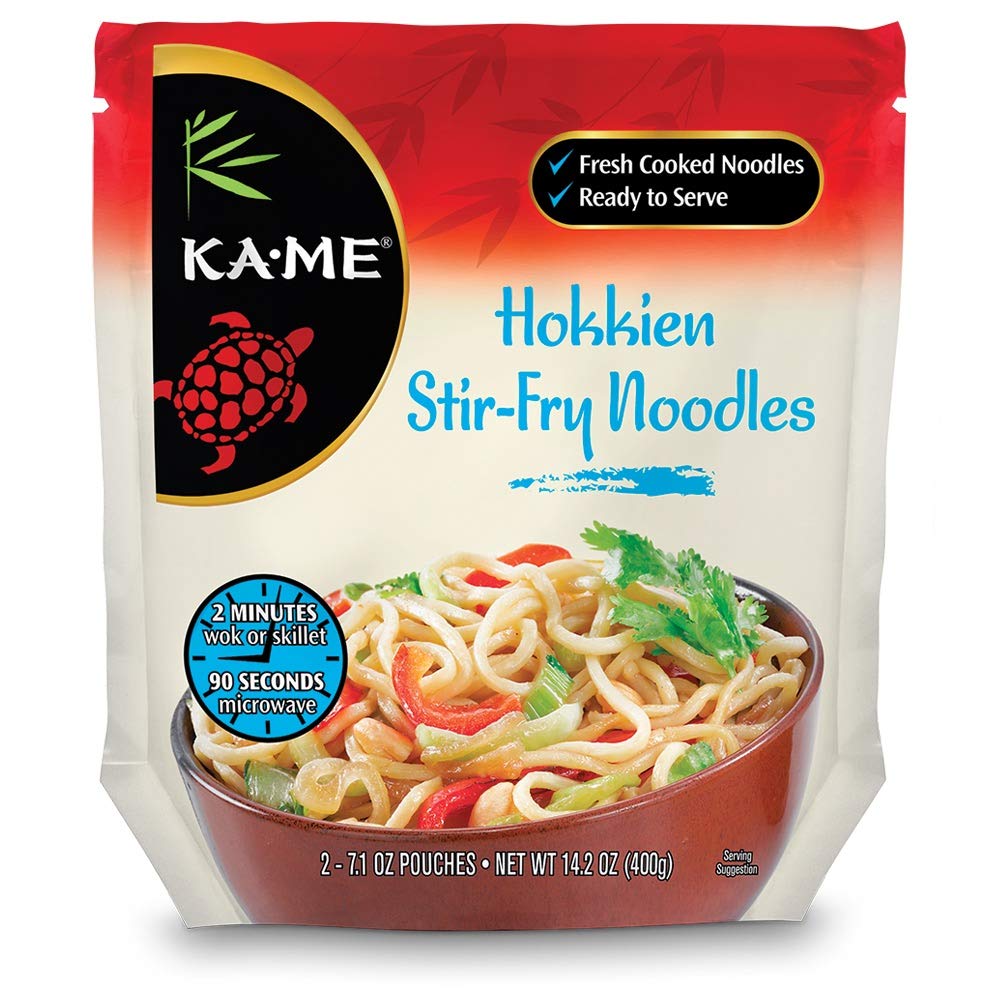 KA·ME®
✓ Fresh Cooked Noodles
✓ Ready to Serve
Hokkien
Stir-Fry Noodles
2 MINUTES
wok or skillet
90 SECONDS
microwave
2 – 7.1 OZ POUCHES • NET WT 14.2 OZ (400g)
Serving
Suggestion